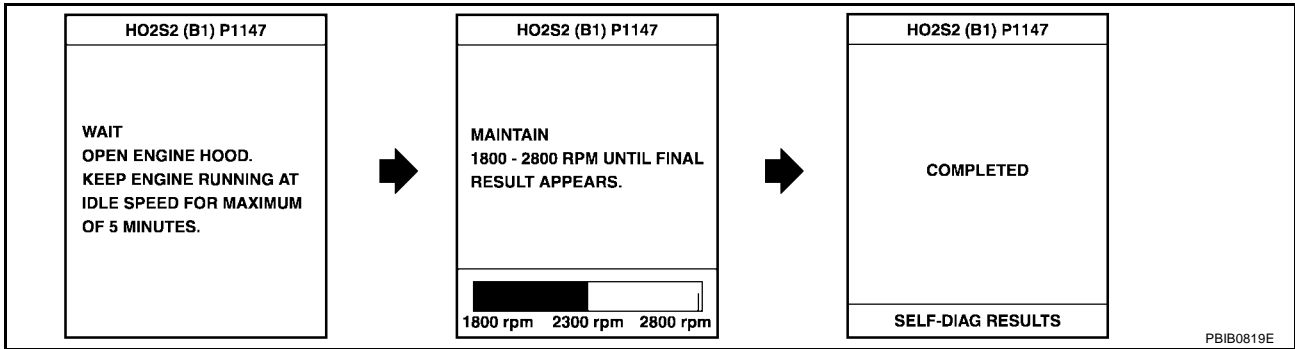 HO2S2 (B1) P1147
WAIT
OPEN ENGINE HOOD.
KEEP ENGINE RUNNING AT
IDLE SPEED FOR MAXIMUM
OF 5 MINUTES.
HO2S2 (B1) P1147
MAINTAIN
1800 - 2800 RPM UNTIL FINAL
RESULT APPEARS.
1800 rpm 2300 rpm 2800 rpm
HO2S2 (B1) P1147
COMPLETED
SELF-DIAG RESULTS
PBIB0819E